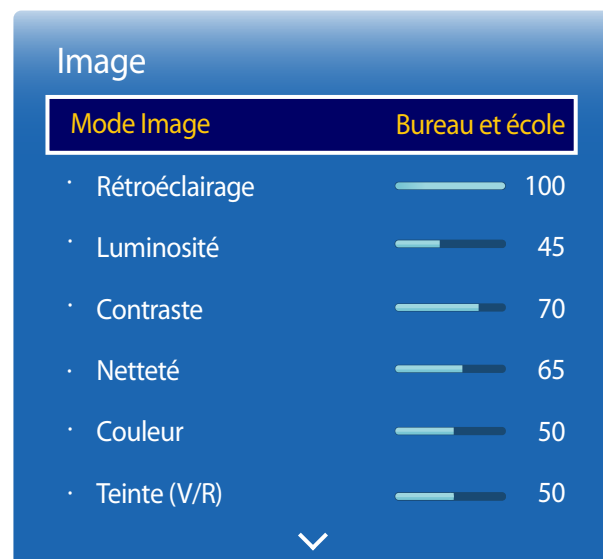 Image
Mode Image Bureau et école
· Rétroéclairage 100
· Luminosité 45
· Contraste 70
· Netteté 65
· Couleur 50
· Teinte (V/R) 50